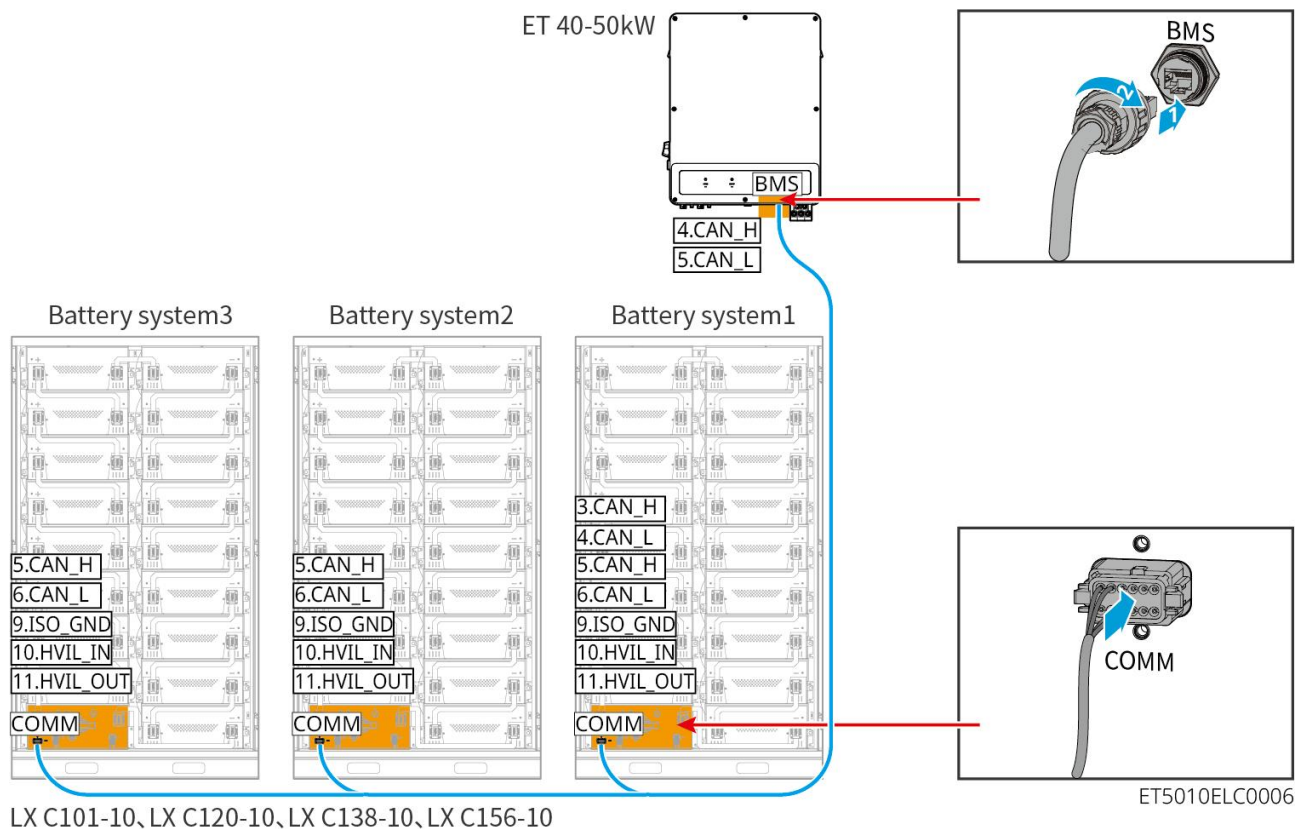 ET 40-50kW
BMS
2
1
BMS
4.CAN_H
5.CAN_L
Battery system3
Battery system2
Battery system1
3.CAN_H
4.CAN_L
5.CAN_H
6.CAN_L
9.ISO_GND
10.HVIL_IN
11.HVIL_OUT
COMM
5.CAN_H
6.CAN_L
9.ISO_GND
10.HVIL_IN
11.HVIL_OUT
COMM
5.CAN_H
6.CAN_L
9.ISO_GND
10.HVIL_IN
11.HVIL_OUT
COMM
COMM
ET5010ELC0006
LX C101-10、LX C120-10、LX C138-10、LX C156-10